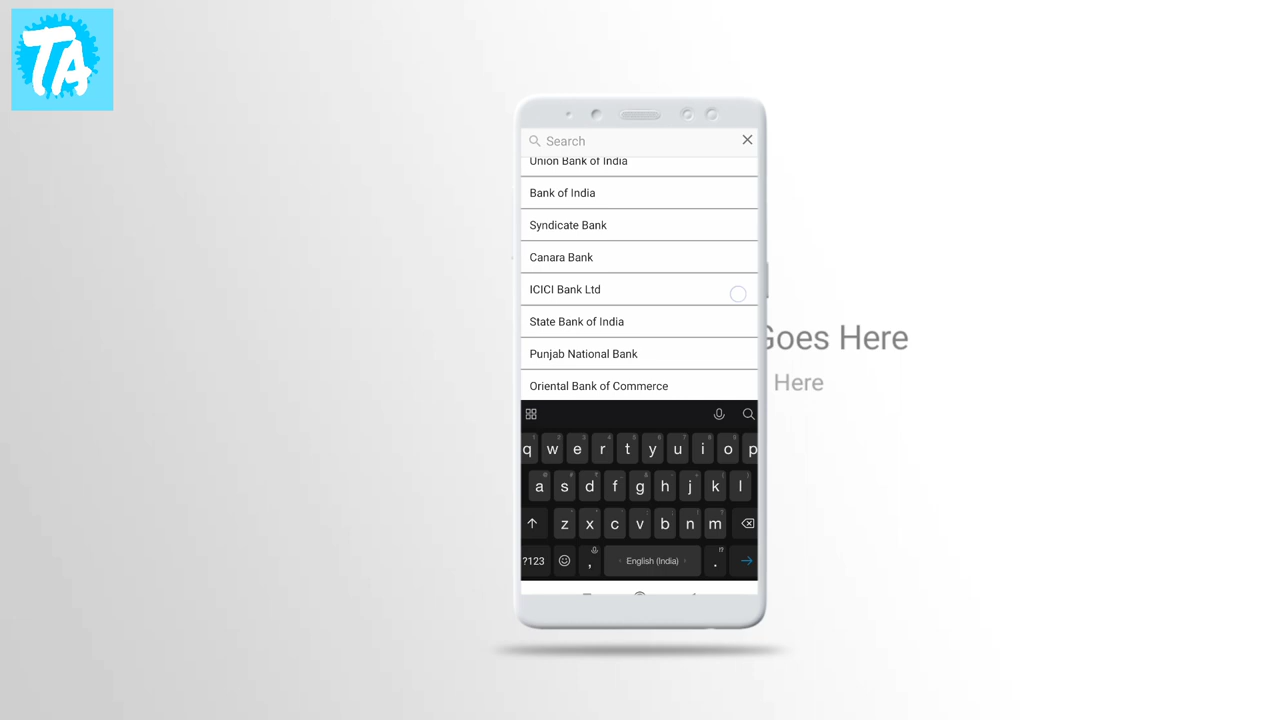 TA
Search
Union Bank of India
Bank of India
Syndicate Bank
Canara Bank
ICICI Bank Ltd
State Bank of India
Punjab National Bank
Oriental Bank of Commerce
Goes Here
Here
q w e r t y u i o p
a s d f g h j k l
z x c v b n m
?123 , English (India) .